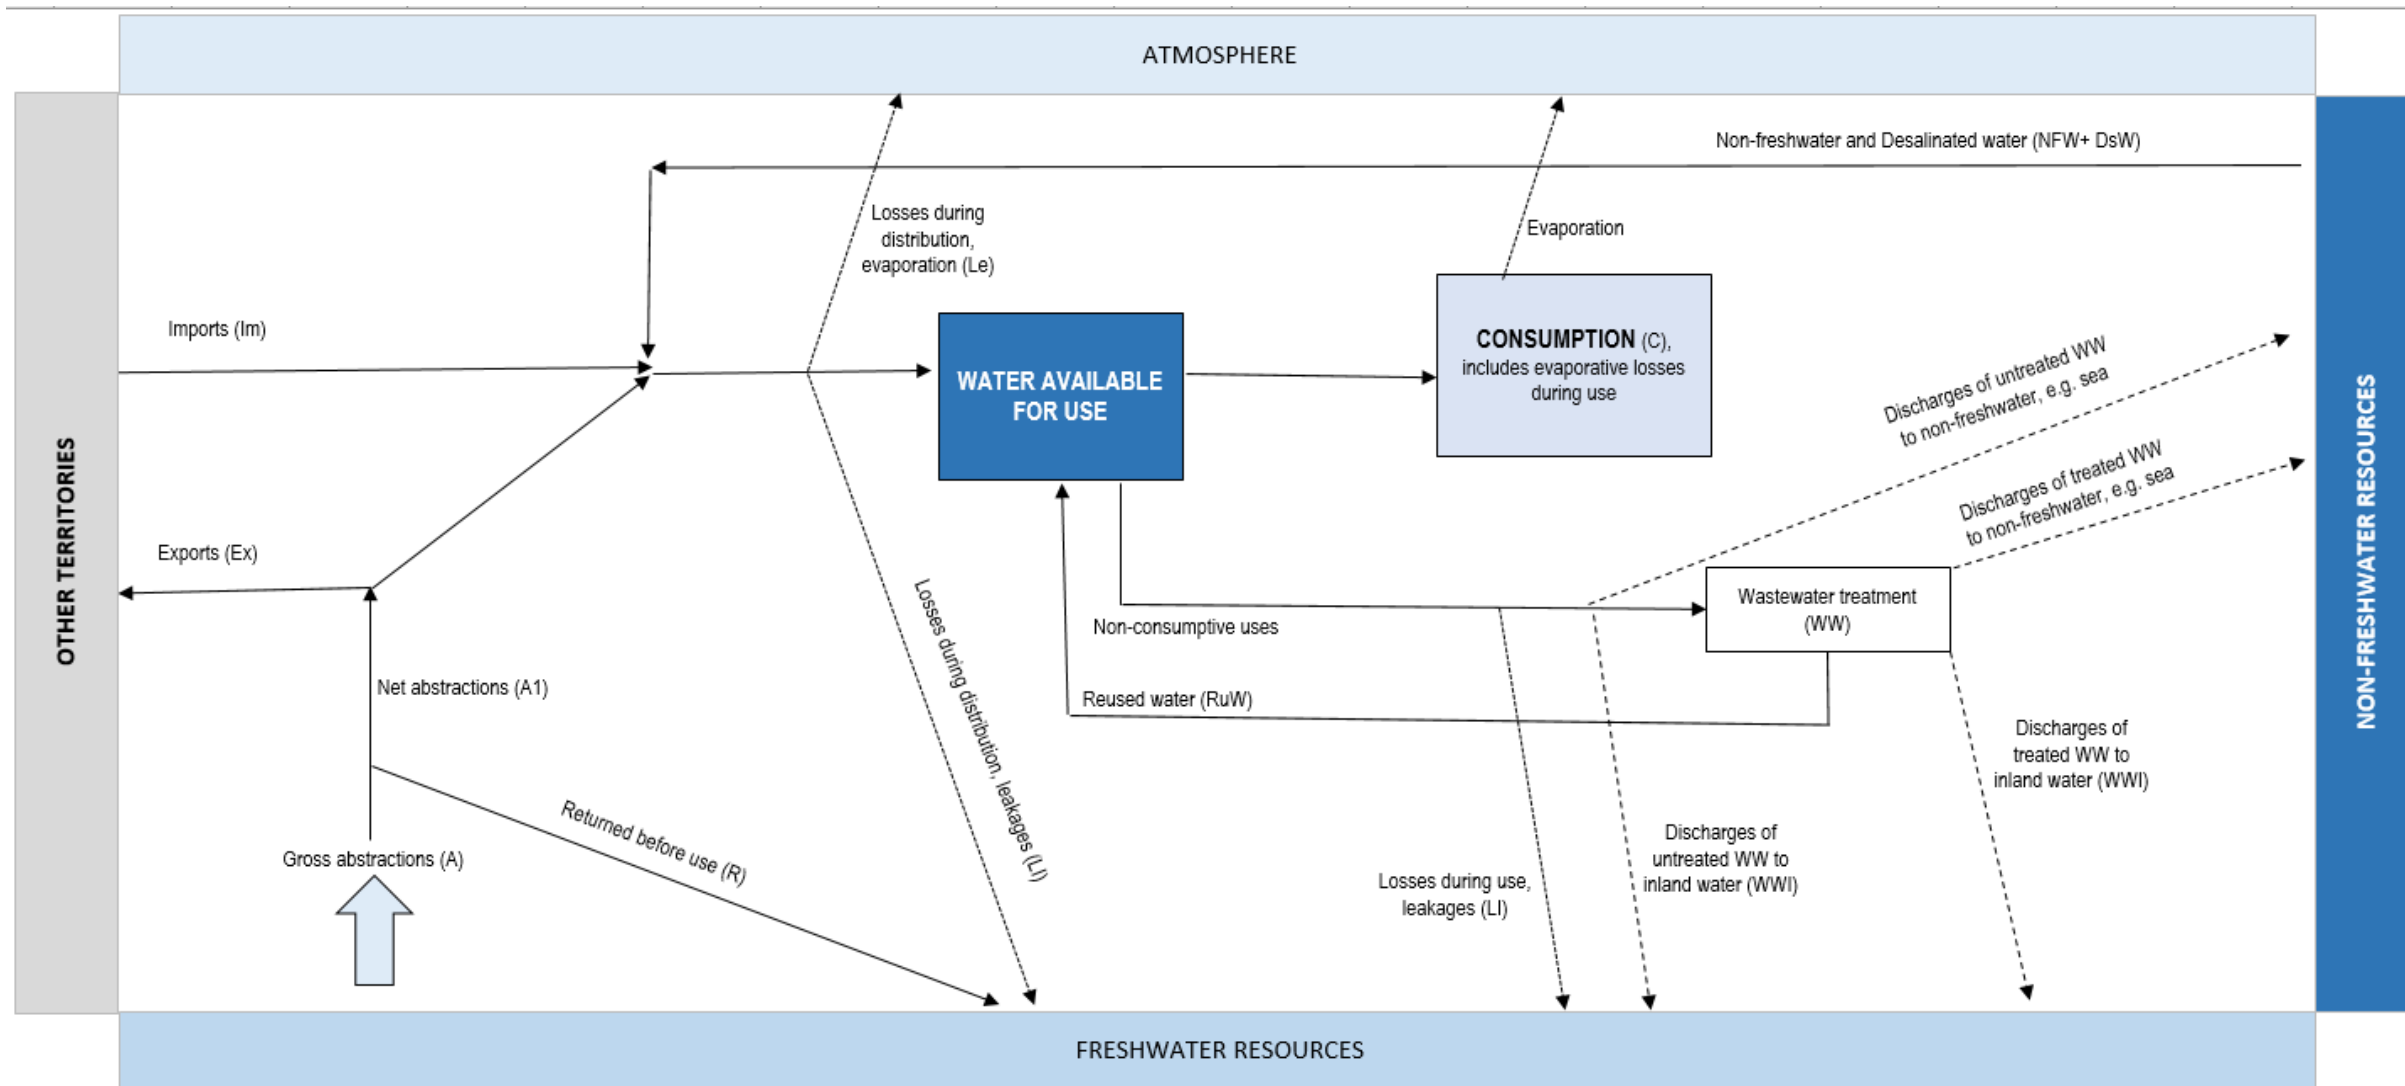 ATMOSPHERE
Non-freshwater and Desalinated water (NFW+ DsW)
Losses during
distribution,
evaporation (Le)
Evaporation
Imports (Im)
WATER AVAILABLE
FOR USE
CONSUMPTION (C),
includes evaporative losses
during use
Discharges of untreated WW
to non-freshwater, e.g. sea
Discharges of treated WW
to non-freshwater, e.g. sea
OTHER TERRITORIES
NON-FRESHWATER RESOURCES
Exports (Ex)
Wastewater treatment
(WW)
Non-consumptive uses
Net abstractions (A1)
Reused water (RuW)
Losses during distribution, leakages (LI)
Discharges of
treated WW to
inland water (WWI)
Returned before use (R)
Gross abstractions (A)
Discharges of
untreated WW to
inland water (WWI)
Losses during use,
leakages (LI)
FRESHWATER RESOURCES